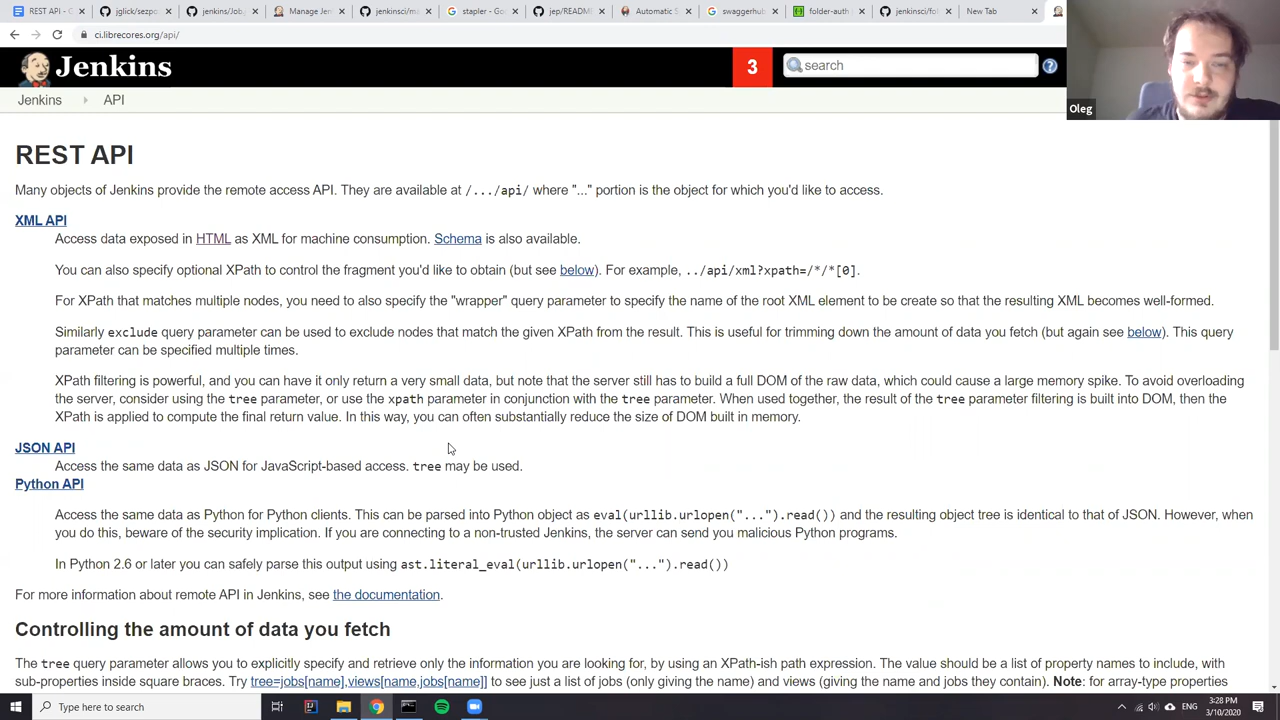 REST API - C
jglick/sezpo
jenkins/Job.
Manage Jen
jenkinsci/ma
stapler - Go
jep/README
Automatic S
swaggerhub
folder-auth
jenkinsci/fol
New Tab
ci.librecores.org/api/
Jenkins
3
search
Oleg
Jenkins
API
REST API
Many objects of Jenkins provide the remote access API. They are available at /.../api/ where "..." portion is the object for which you'd like to access.
XML API
Access data exposed in HTML as XML for machine consumption. Schema is also available.
You can also specify optional XPath to control the fragment you'd like to obtain (but see below). For example, ../api/xml?xpath=/*/*[0].
For XPath that matches multiple nodes, you need to also specify the "wrapper" query parameter to specify the name of the root XML element to be create so that the resulting XML becomes well-formed.
Similarly exclude query parameter can be used to exclude nodes that match the given XPath from the result. This is useful for trimming down the amount of data you fetch (but again see below). This query
parameter can be specified multiple times.
XPath filtering is powerful, and you can have it only return a very small data, but note that the server still has to build a full DOM of the raw data, which could cause a large memory spike. To avoid overloading
the server, consider using the tree parameter, or use the xpath parameter in conjunction with the tree parameter. When used together, the result of the tree parameter filtering is built into DOM, then the
XPath is applied to compute the final return value. In this way, you can often substantially reduce the size of DOM built in memory.
JSON API
Access the same data as JSON for JavaScript-based access. tree may be used.
Python API
Access the same data as Python for Python clients. This can be parsed into Python object as eval(urllib.urlopen("...").read()) and the resulting object tree is identical to that of JSON. However, when
you do this, beware of the security implication. If you are connecting to a non-trusted Jenkins, the server can send you malicious Python programs.
In Python 2.6 or later you can safely parse this output using ast.literal_eval(urllib.urlopen("...").read())
For more information about remote API in Jenkins, see the documentation.
Controlling the amount of data you fetch
The tree query parameter allows you to explicitly specify and retrieve only the information you are looking for, by using an XPath-ish path expression. The value should be a list of property names to include, with
sub-properties inside square braces. Try tree=jobs[name],views[name,jobs[name]] to see just a list of jobs (only giving the name) and views (giving the name and jobs they contain). Note: for array-type properties
Type here to search
ENG
3:28 PM
3/10/2020